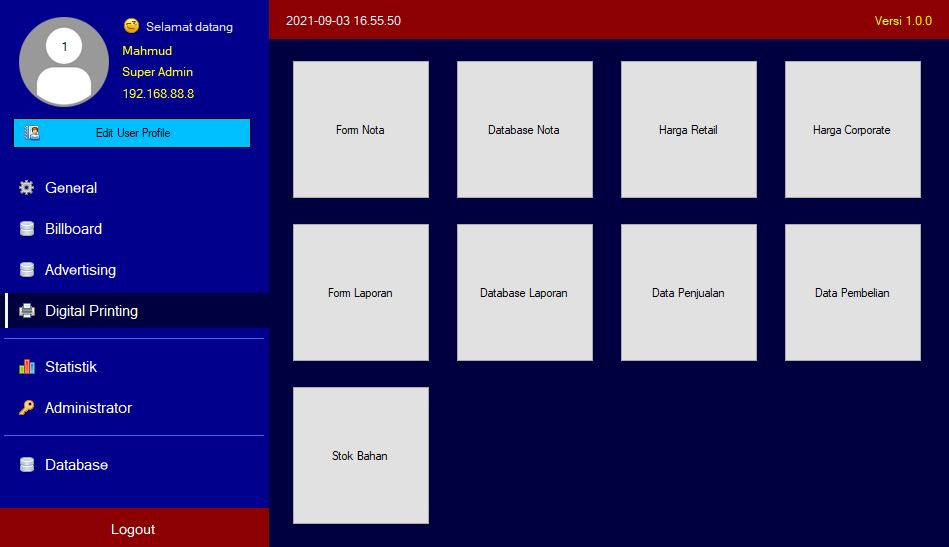 1
Selamat datang
Mahmud
Super Admin
192.168.88.8
Edit User Profile
General
Billboard
Advertising
Digital Printing
Statistik
Administrator
Database
Logout
2021-09-03 16.55.50
Versi 1.0.0
Form Nota
Database Nota
Harga Retail
Harga Corporate
Form Laporan
Database Laporan
Data Penjualan
Data Pembelian
Stok Bahan